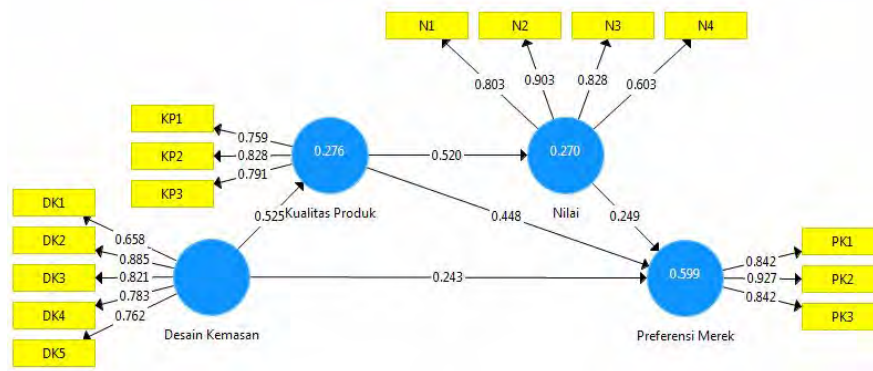 N1 N2 N3 N4
0.803 0.903 0.828 0.603
KP1
KP2
KP3
0.759
0.828
0.791
0.276
Kualitas Produk
0.520
0.270
Nilai
0.525
0.448
0.249
DK1
DK2
DK3
DK4
DK5
0.658
0.885
0.821
0.783
0.762
Desain Kemasan
0.243
0.599
Preferensi Merek
0.842
0.927
0.842
PK1
PK2
PK3